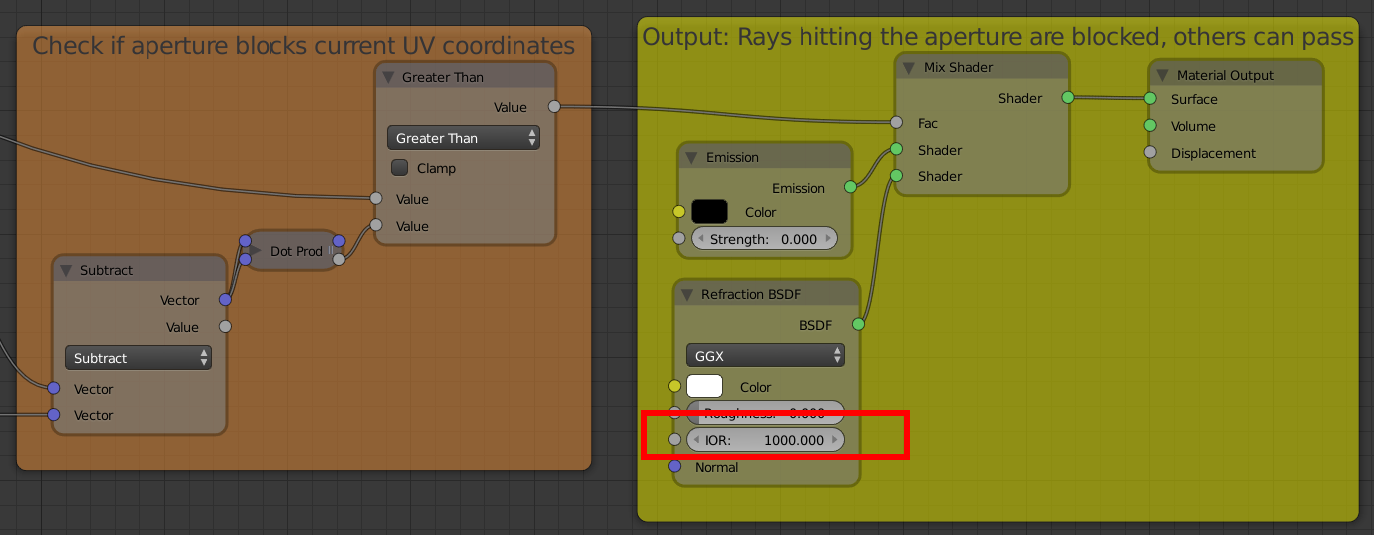 Check if aperture blocks current UV coordinates
Greater Than
Value
Greater Than
Clamp
Value
Value
Dot Prod
Subtract
Vector
Value
Subtract
Vector
Vector
Output: Rays hitting the aperture are blocked, others can pass
Mix Shader
Shader
Fac
Shader
Shader
Material Output
Surface
Volume
Displacement
Emission
Emission
Color
Strength: 0.000
Refraction BSDF
BSDF
GGX
Color
Roughness: 0.000
IOR: 1000.000
Normal